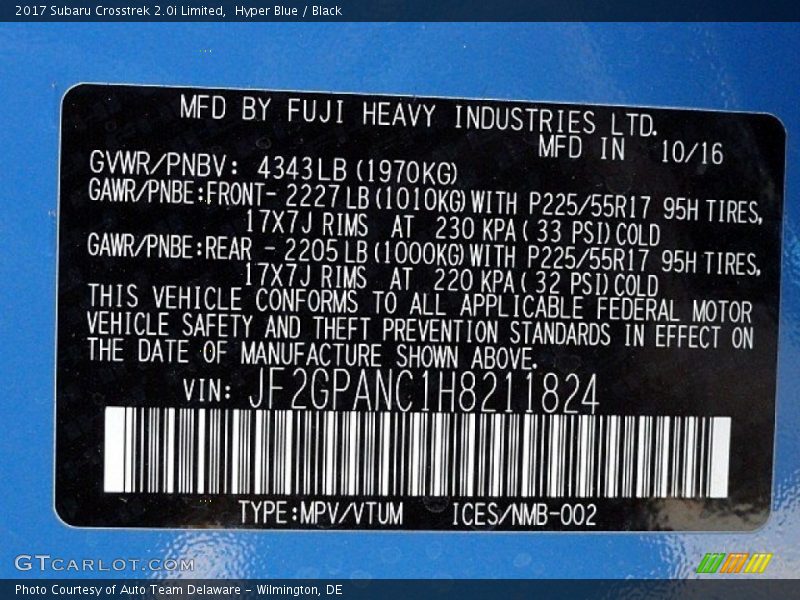 2017 Subaru Crosstrek 2.0i Limited,  Hyper Blue / Black
MFD BY FUJI HEAVY INDUSTRIES LTD.
MFD IN 10/16
GVWR/PNBV: 4343LB (1970KG)
GAWR/PNBE:FRONT- 2227LB (1010KG) WITH P225/55R17 95H TIRES,
17X7J RIMS AT 230 KPA ( 33 PSI) COLD
GAWR/PNBE:REAR - 2205LB (1000KG) WITH P225/55R17 95H TIRES,
17X7J RIMS AT 220 KPA ( 32 PSI) COLD
THIS VEHICLE CONFORMS TO ALL APPLICABLE FEDERAL MOTOR
VEHICLE SAFETY AND THEFT PREVENTION STANDARDS IN EFFECT ON
THE DATE OF MANUFACTURE SHOWN ABOVE.
VIN: JF2GPANC1H8211824
TYPE:MPV/VTUM ICES/NMB-002
GTCARLOT.COM
Photo Courtesy of Auto Team Delaware - Wilmington, DE